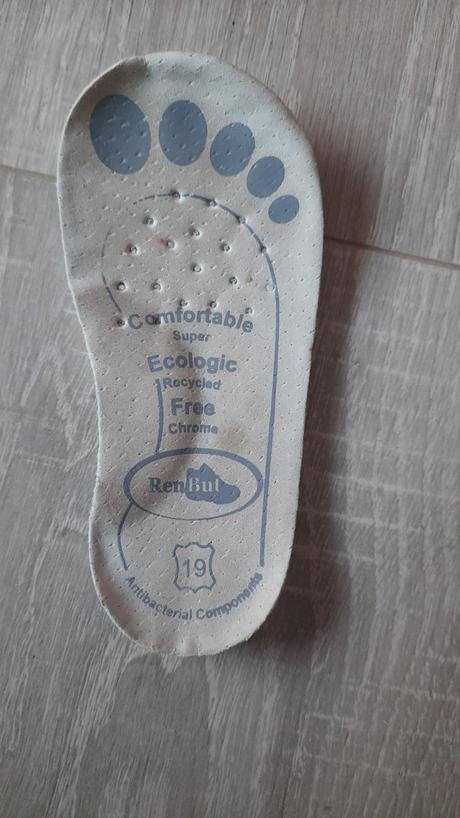 Comfortable
Super
Ecologic
Recycled
Free
Chrome
RenBut
19
Antibacterial Components